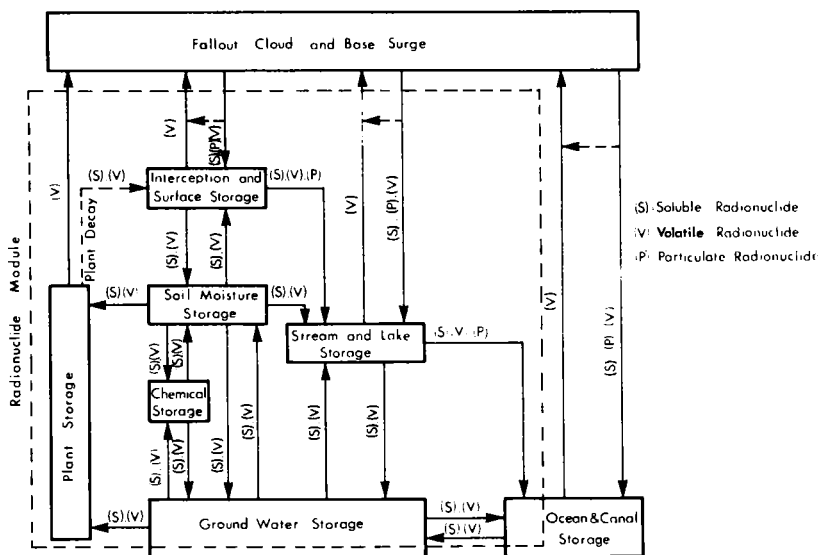 Fallout Cloud and Base Surge
(V)
(V)
(S)(P)(V)
(V)
(S) (P) (V)
(V)
(S) (P) (V)
Radionuclide Module
(S),(V)
Plant Decay
Interception and
Surface Storage
(S),(V),(P)
(S) Soluble Radionuclide
(V) Volatile Radionuclide
(P) Particulate Radionuclide
(S),(V)
(S),(V)
(S),(V)
Soil Moisture
Storage
(S),(V)
Stream and Lake
Storage
(S),(V),(P)
(S)(V)
(S)(V)
Chemical
Storage
Plant Storage
(S),(V)
(S),(V)
(S),(V)
(S),(V)
(S),(V)
(S),(V)
(S),(V)
Ground Water Storage
(S),(V)
(S),(V)
Ocean&Canal
Storage